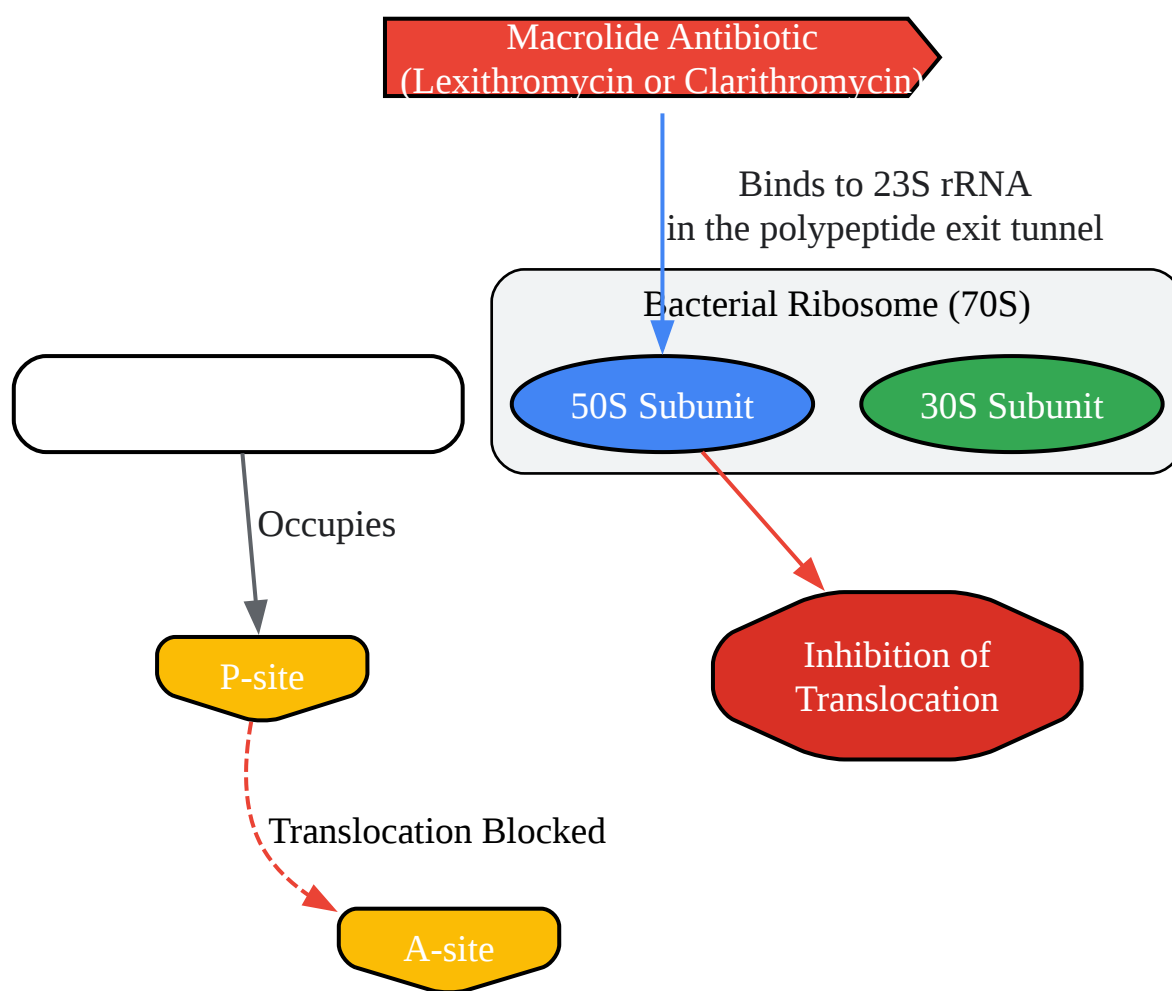 Macrolide Antibiotic
(Lexithromycin or Clarithromycin)
Binds to 23S rRNA
in the polypeptide exit tunnel
Bacterial Ribosome (70S)
50S Subunit
30S Subunit
Occupies
P-site
Inhibition of
Translocation
Translocation Blocked
A-site